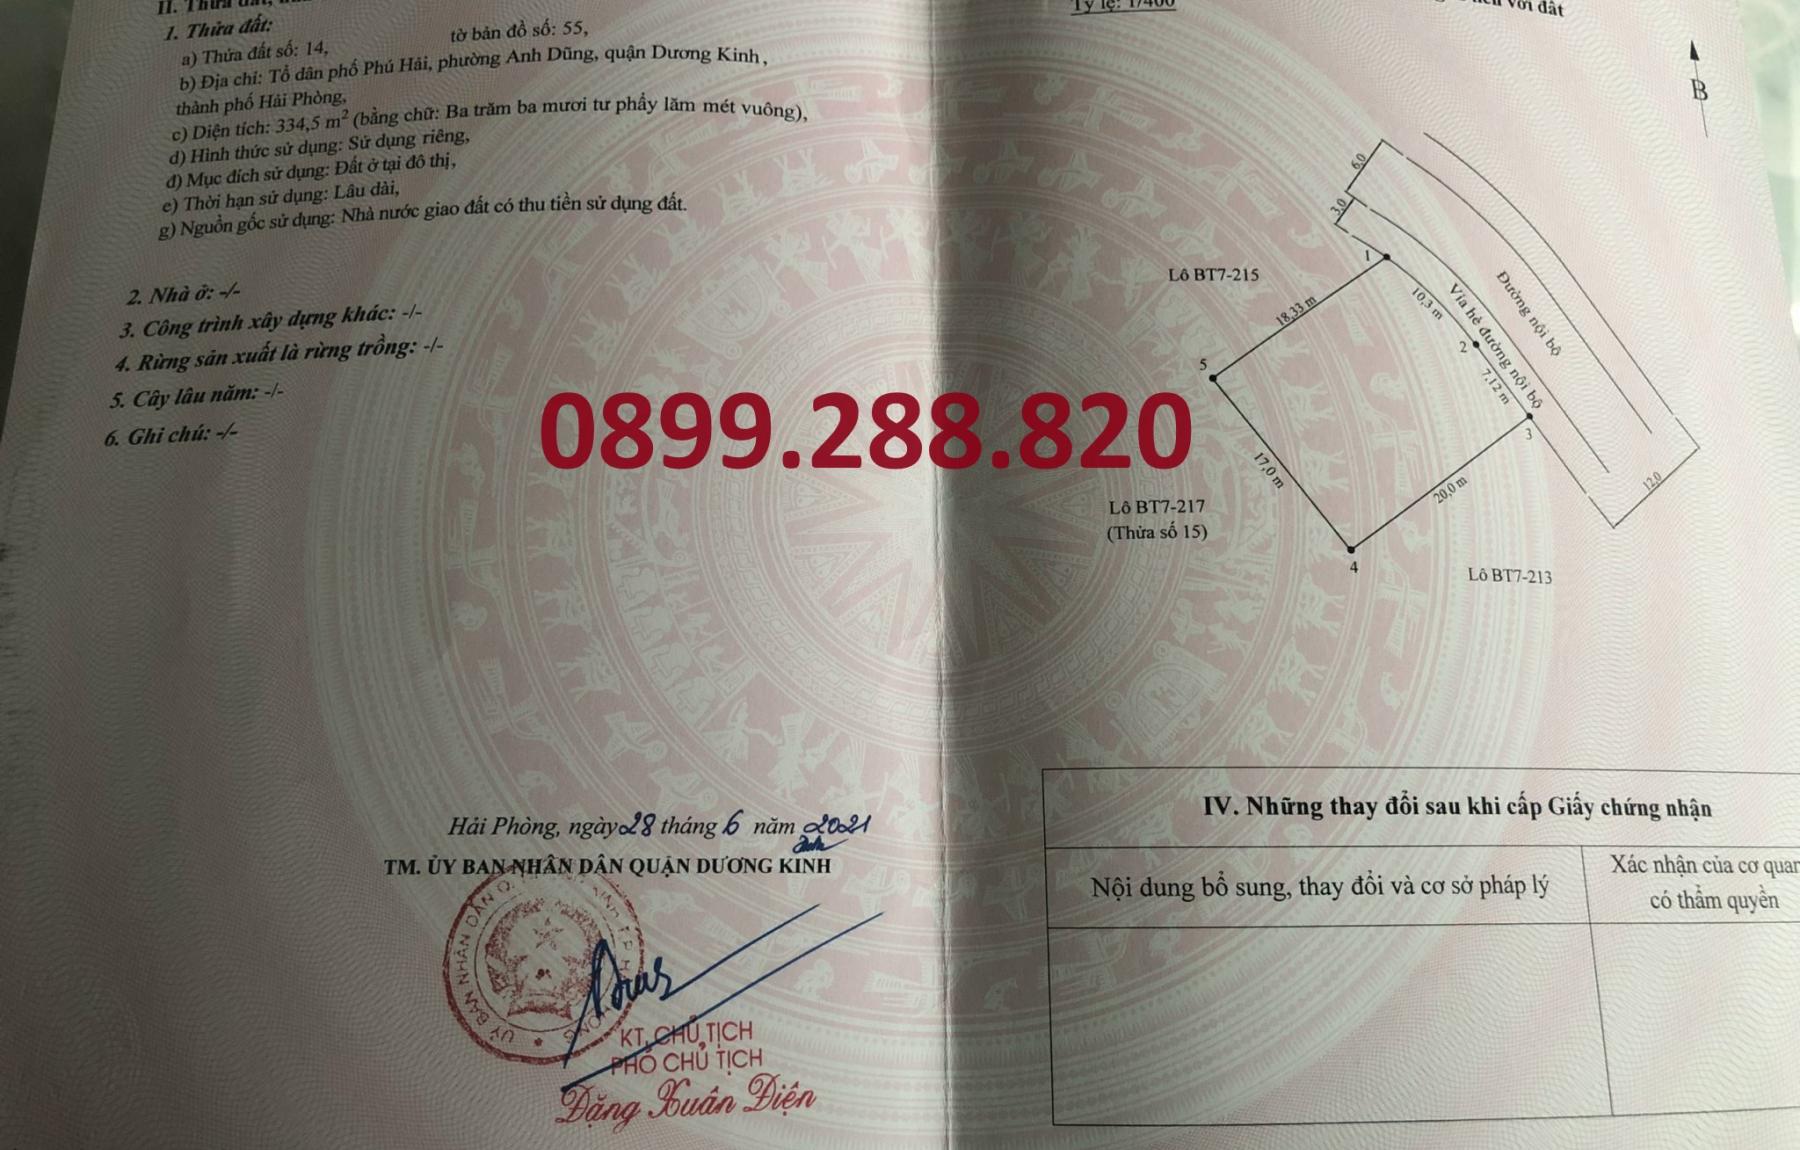 II. Thửa đất,
1. Thửa đất:
a) Thửa đất số: 14, tờ bản đồ số: 55,
b) Địa chỉ: Tổ dân phố Phú Hải, phường Anh Dũng, quận Dương Kinh,
thành phố Hải Phòng,
c) Diện tích: 334,5 m² (bằng chữ: Ba trăm ba mươi tư phẩy lăm mét vuông),
d) Hình thức sử dụng: Sử dụng riêng,
đ) Mục đích sử dụng: Đất ở tại đô thị,
e) Thời hạn sử dụng: Lâu dài,
g) Nguồn gốc sử dụng: Nhà nước giao đất có thu tiền sử dụng đất.
2. Nhà ở: -/-
3. Công trình xây dựng khác: -/-
4. Rừng sản xuất là rừng trồng: -/-
5. Cây lâu năm: -/-
6. Ghi chú: -/-
0899.288.820
Hải Phòng, ngày 28 tháng 6 năm 2021
TM. ỦY BAN NHÂN DÂN QUẬN DƯƠNG KINH
ỦY BAN NHÂN DÂN Q.
KT. CHỦ TỊCH
PHÓ CHỦ TỊCH
Đặng Xuân Điện
Tỷ lệ: 1/400
với đất
B
6,0
3,0
1
Lô BT7-215
18,33 m
10,3 m
Vỉa hè đường nội bộ
Đường nội bộ
2
7,12 m
5
3
17,0 m
20,0 m
12,0
Lô BT7-217
(Thửa số 15)
4
Lô BT7-213
IV. Những thay đổi sau khi cấp Giấy chứng nhận
Nội dung bổ sung, thay đổi và cơ sở pháp lý
Xác nhận của cơ quan
có thẩm quyền